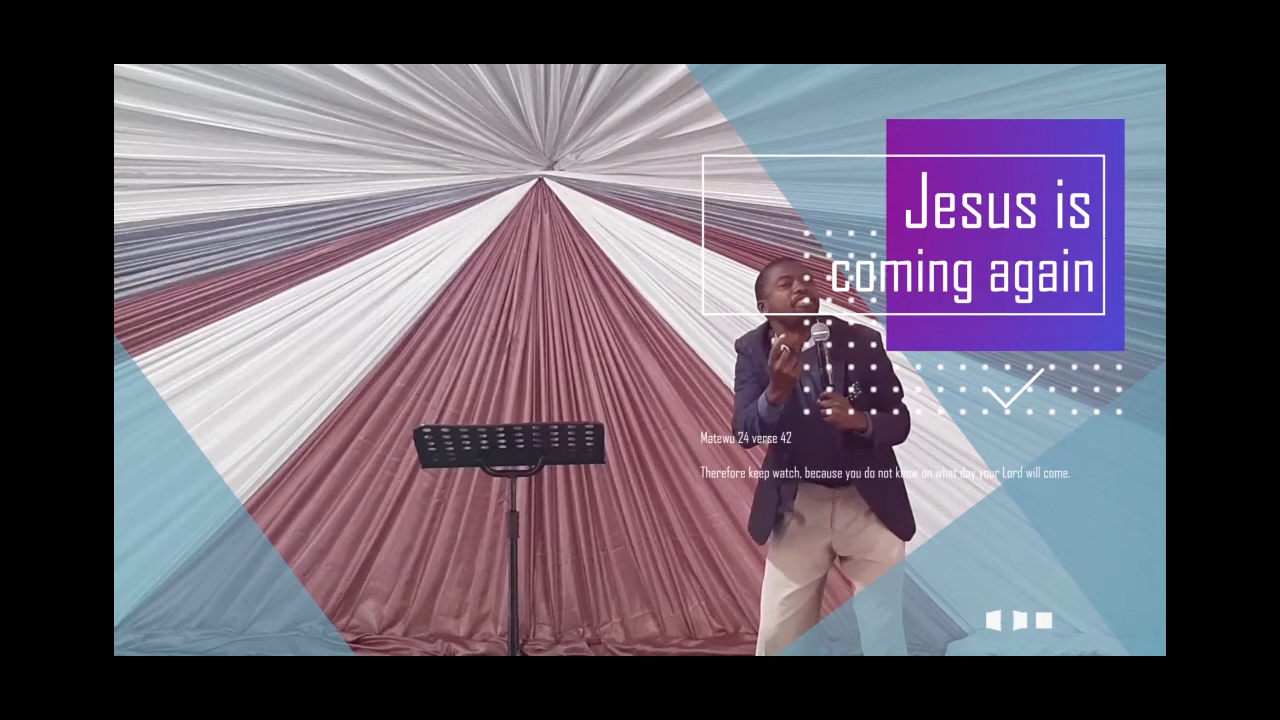 Jesus is
coming again
Matewu 24 verse 42
Therefore keep watch, because you do not know on what day your Lord will come.